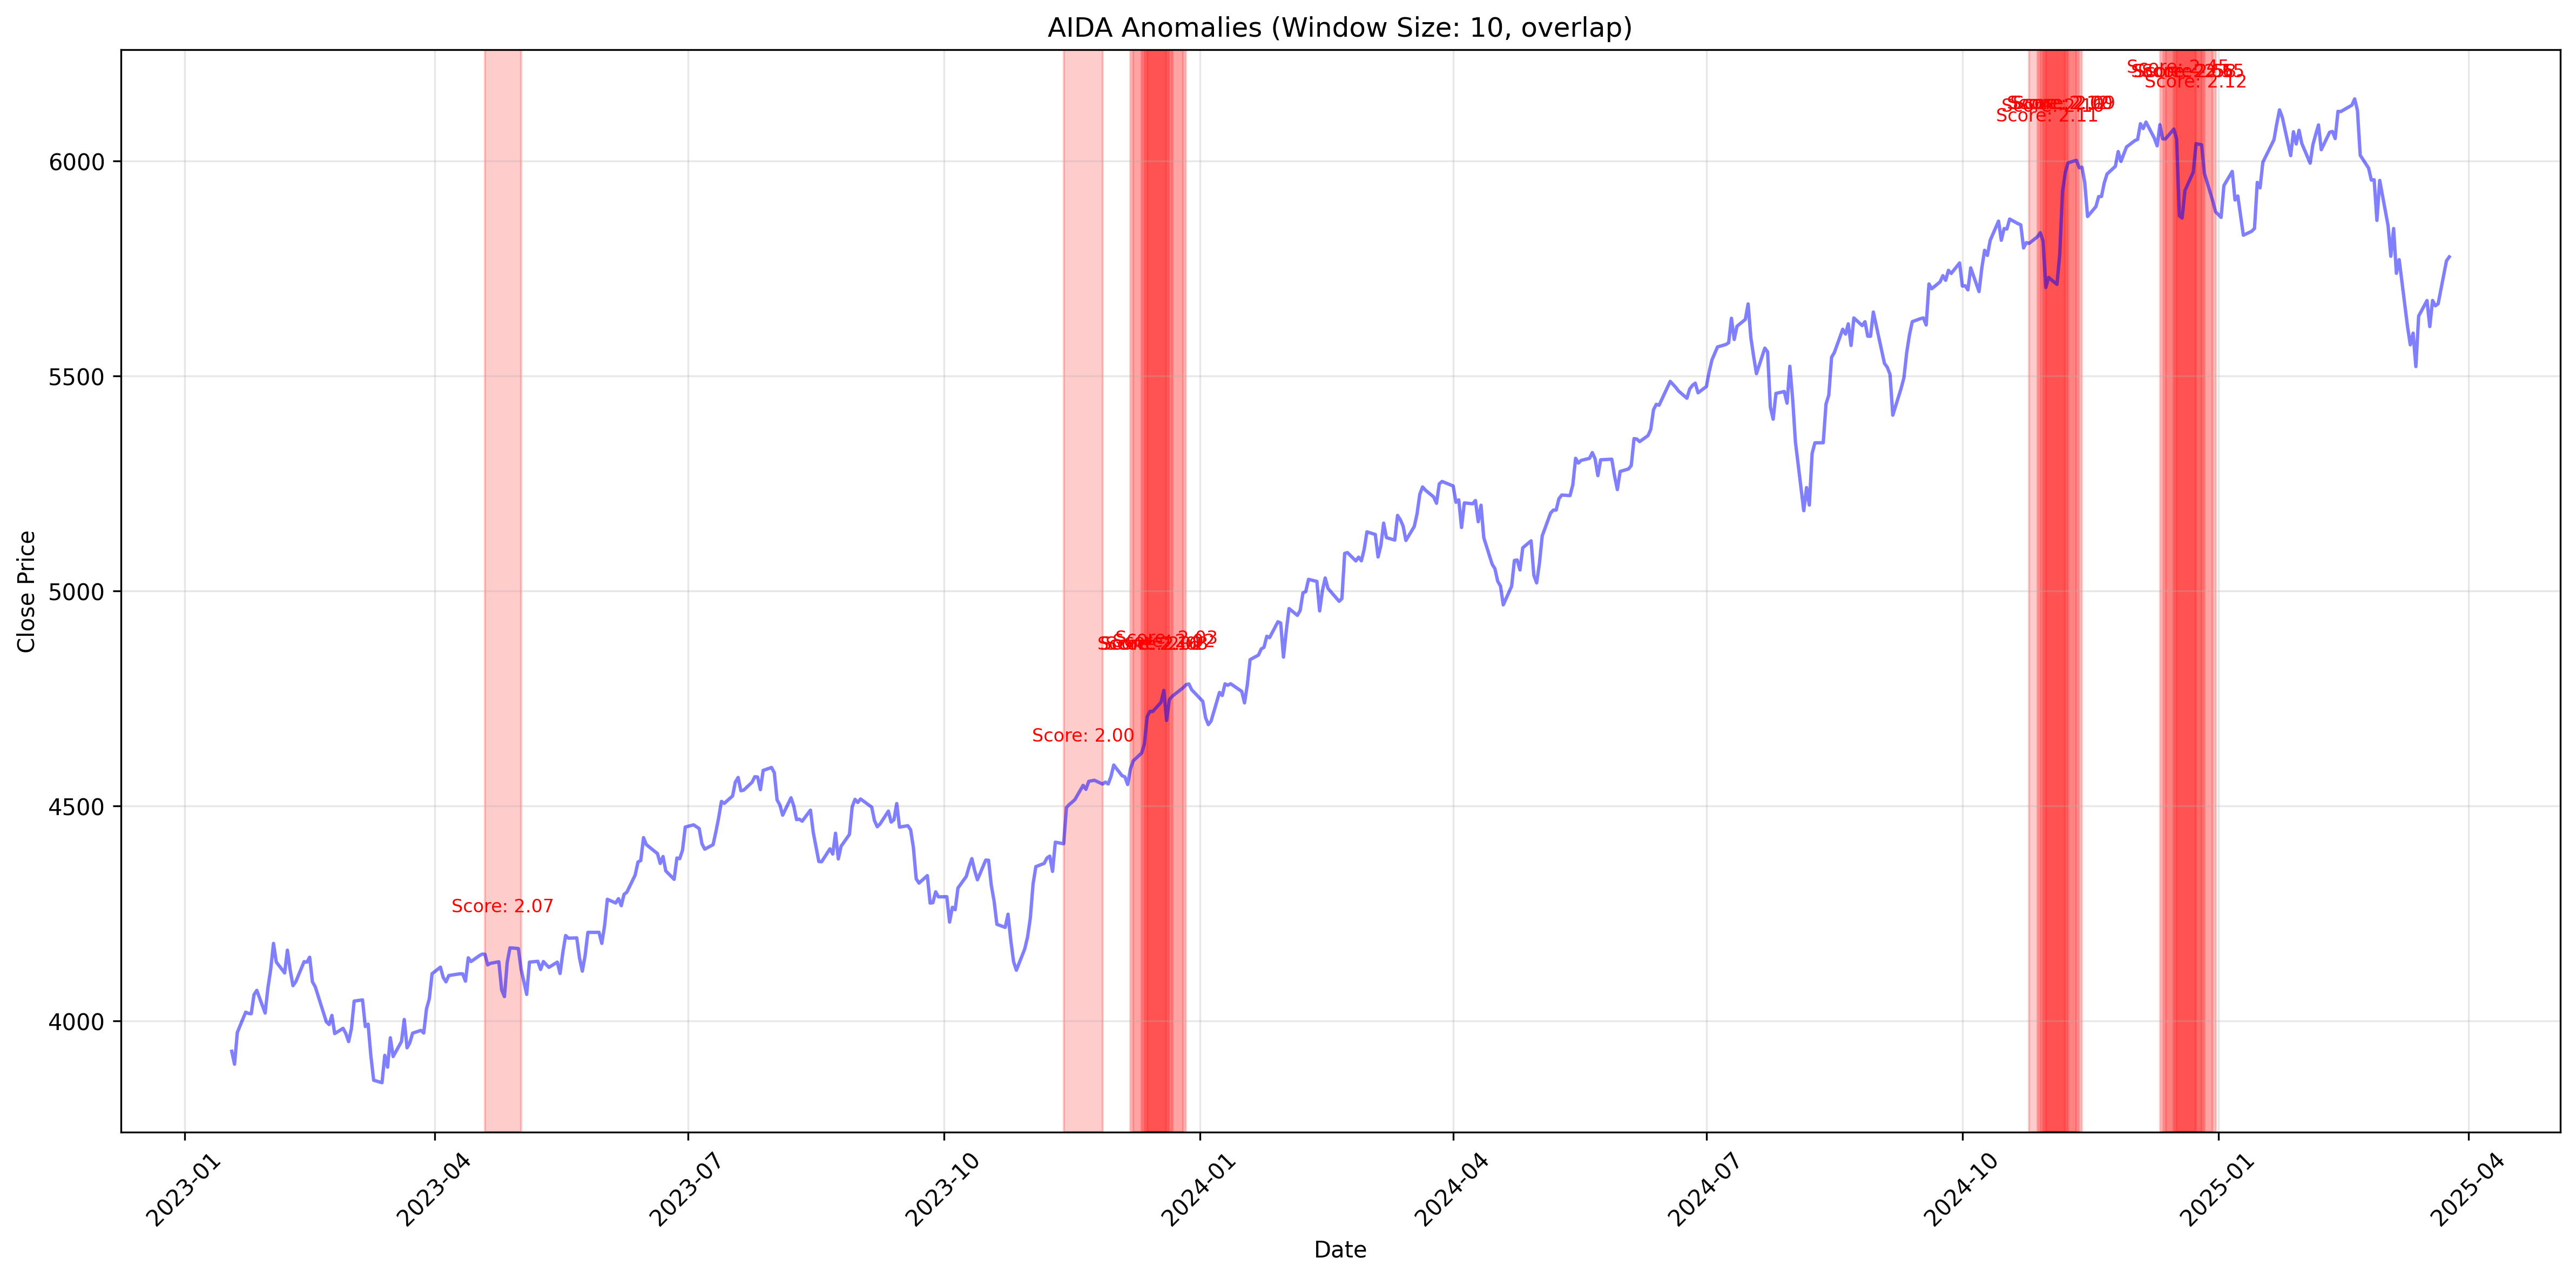 AIDA Anomalies (Window Size: 10, overlap)
Score: 2.12
Score: 2.11
6000
5500
5000
Score: 2.00
4500
Score: 2.07
4000
Close Price
2023-01
2023-04
2023-07
2023-10
2024-01
2024-04
2024-07
2024-10
2025-01
2025-04
Date